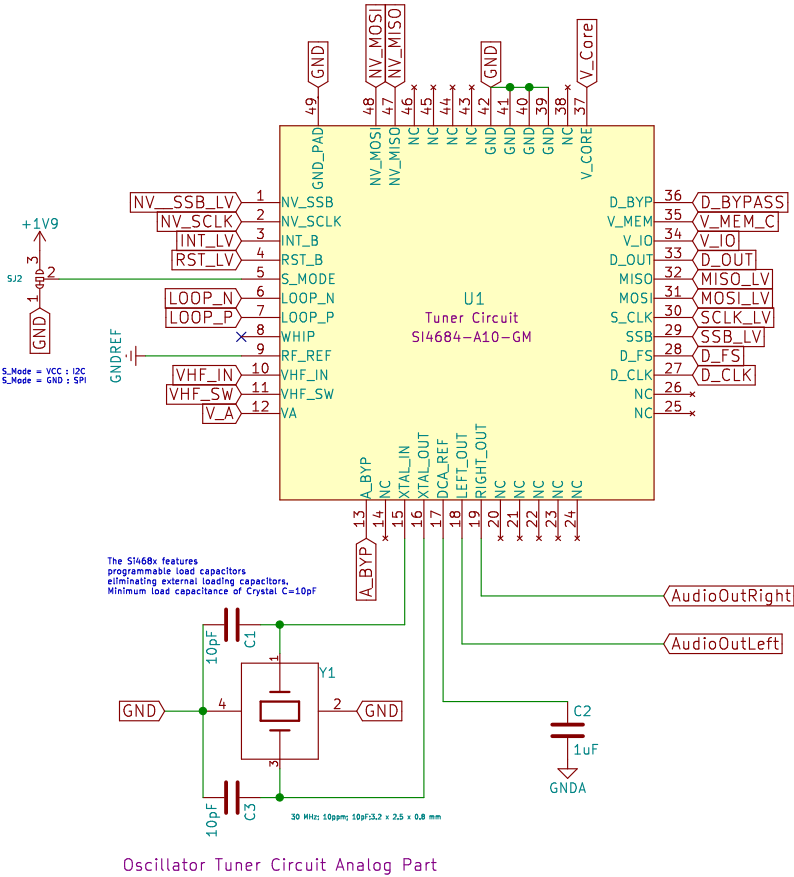 GND
NV_MOSI
NV_MISO
GND
V_Core
49
48
47
46
45
44
43
42
41
40
39
38
37
GND_PAD
NV_MOSI
NV_MISO
NC
NC
NC
NC
GND
GND
GND
GND
NC
V_CORE
NV__SSB_LV 1 NV_SSB
NV_SCLK 2 NV_SCLK
INT_LV 3 INT_B
RST_LV 4 RST_B
+1V9
SJ2
3
2
1
GND
5 S_MODE
LOOP_N 6 LOOP_N
LOOP_P 7 LOOP_P
8 WHIP
GNDREF
9 RF_REF
VHF_IN 10 VHF_IN
VHF_SW 11 VHF_SW
V_A 12 VA
S_Mode = VCC : I2C
S_Mode = GND : SPI
U1
Tuner Circuit
SI4684-A10-GM
D_BYP 36 D_BYPASS
V_MEM 35 V_MEM_C
V_IO 34 V_IO
D_OUT 33 D_OUT
MISO 32 MISO_LV
MOSI 31 MOSI_LV
S_CLK 30 SCLK_LV
SSB 29 SSB_LV
D_FS 28 D_FS
D_CLK 27 D_CLK
NC 26
NC 25
A_BYP
NC
XTAL_IN
XTAL_OUT
DCA_REF
LEFT_OUT
RIGHT_OUT
NC
NC
NC
NC
NC
13
14
15
16
17
18
19
20
21
22
23
24
A_BYP
The Si468x features
programmable load capacitors
eliminating external loading capacitors,
Minimum load capacitance of Crystal C=10pF
AudioOutRight
AudioOutLeft
10pF
C1
1
Y1
GND
4
2
GND
3
10pF
C3
C2
1uF
GNDA
30 MHz; 10ppm; 10pF;3.2 x 2.5 x 0.8 mm
Oscillator Tuner Circuit Analog Part